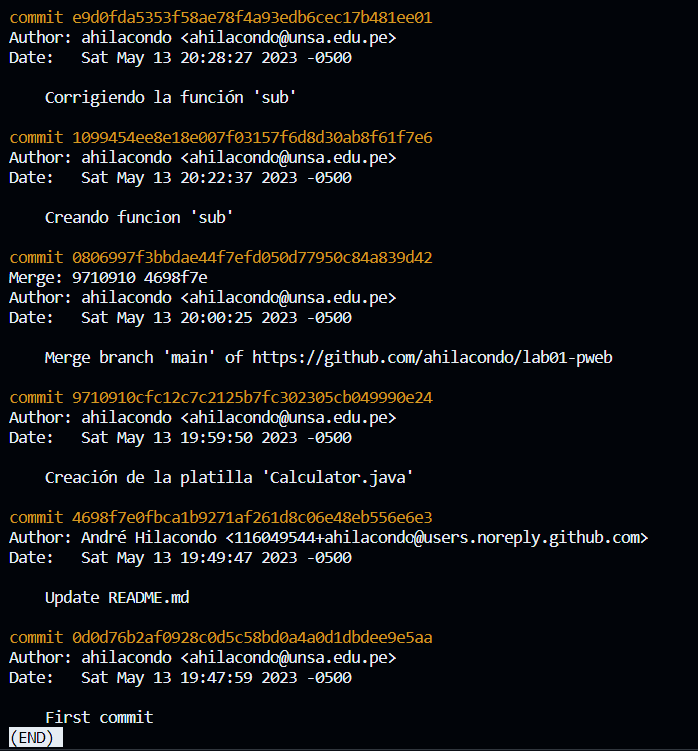 commit e9d0fda5353f58ae78f4a93edb6cec17b481ee01
Author: ahilacondo <ahilacondo@unsa.edu.pe>
Date:   Sat May 13 20:28:27 2023 -0500
    Corrigiendo la función 'sub'
commit 1099454ee8e18e007f03157f6d8d30ab8f61f7e6
Author: ahilacondo <ahilacondo@unsa.edu.pe>
Date:   Sat May 13 20:22:37 2023 -0500
    Creando funcion 'sub'
commit 0806997f3bbdae44f7efd050d77950c84a839d42
Merge: 9710910 4698f7e
Author: ahilacondo <ahilacondo@unsa.edu.pe>
Date:   Sat May 13 20:00:25 2023 -0500
    Merge branch 'main' of https://github.com/ahilacondo/lab01-pweb
commit 9710910cfc12c7c2125b7fc302305cb049990e24
Author: ahilacondo <ahilacondo@unsa.edu.pe>
Date:   Sat May 13 19:59:50 2023 -0500
    Creación de la platilla 'Calculator.java'
commit 4698f7e0fbca1b9271af261d8c06e48eb556e6e3
Author: André Hilacondo <116049544+ahilacondo@users.noreply.github.com>
Date:   Sat May 13 19:49:47 2023 -0500
    Update README.md
commit 0d0d76b2af0928c0d5c58bd0a4a0d1dbdee9e5aa
Author: ahilacondo <ahilacondo@unsa.edu.pe>
Date:   Sat May 13 19:47:59 2023 -0500
    First commit
(END)